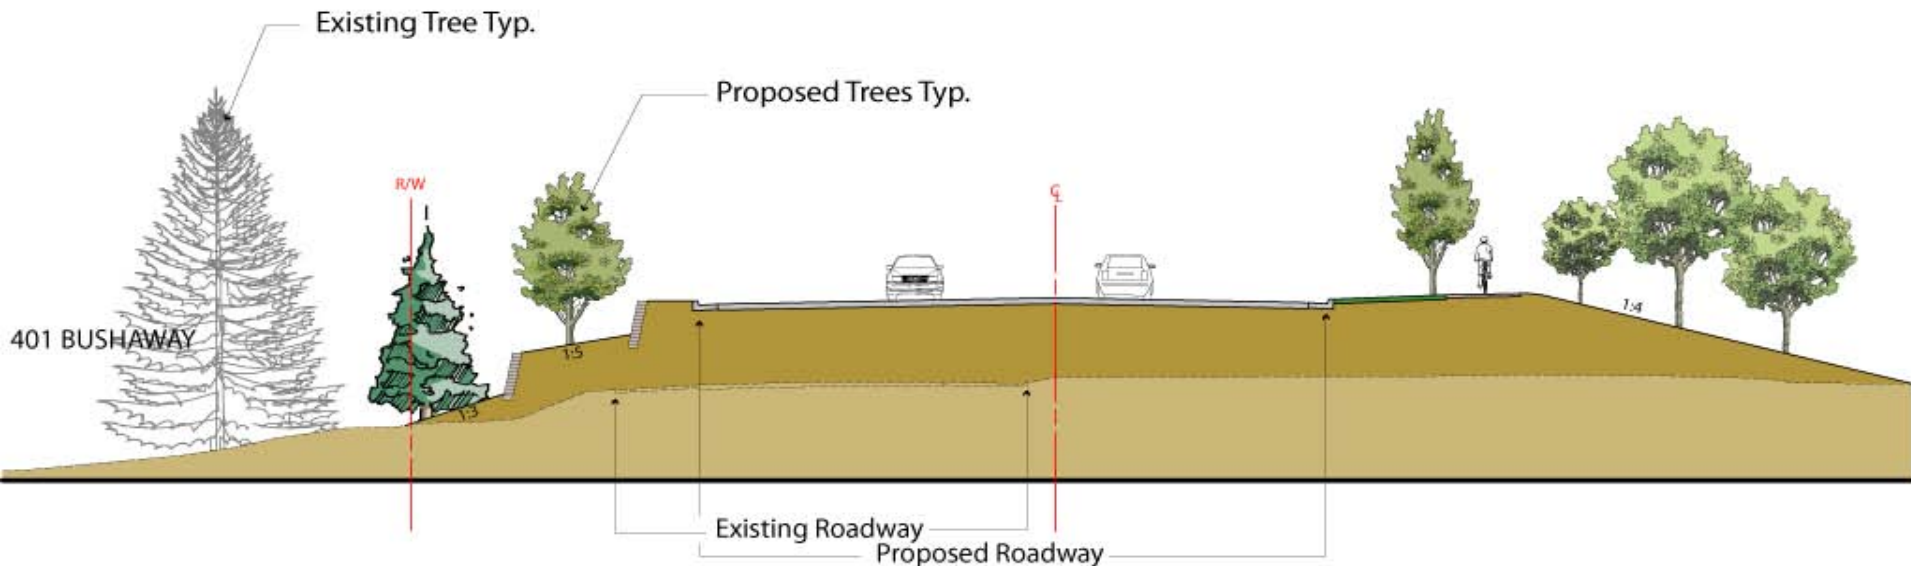 Existing Tree Typ.
Proposed Trees Typ.
R/W
℄
1:4
401 BUSHAWAY
1:5
1:3
Existing Roadway
Proposed Roadway